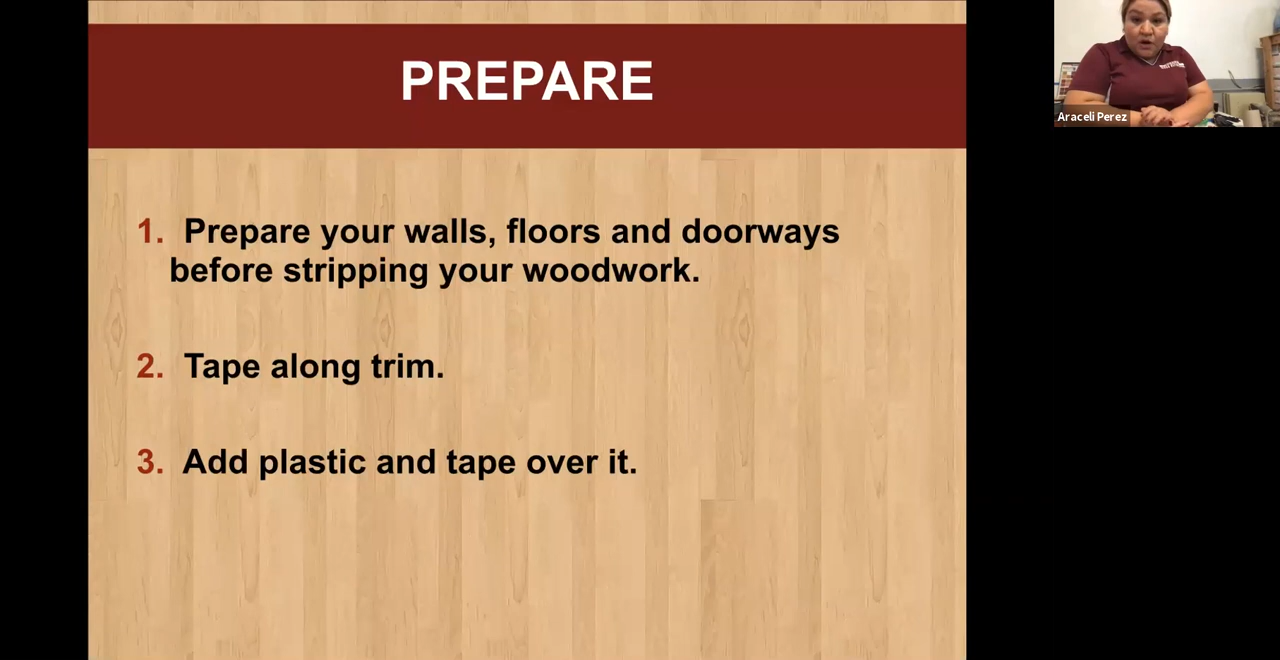 PREPARE
1. Prepare your walls, floors and doorways
before stripping your woodwork.
2. Tape along trim.
3. Add plastic and tape over it.
Araceli Perez